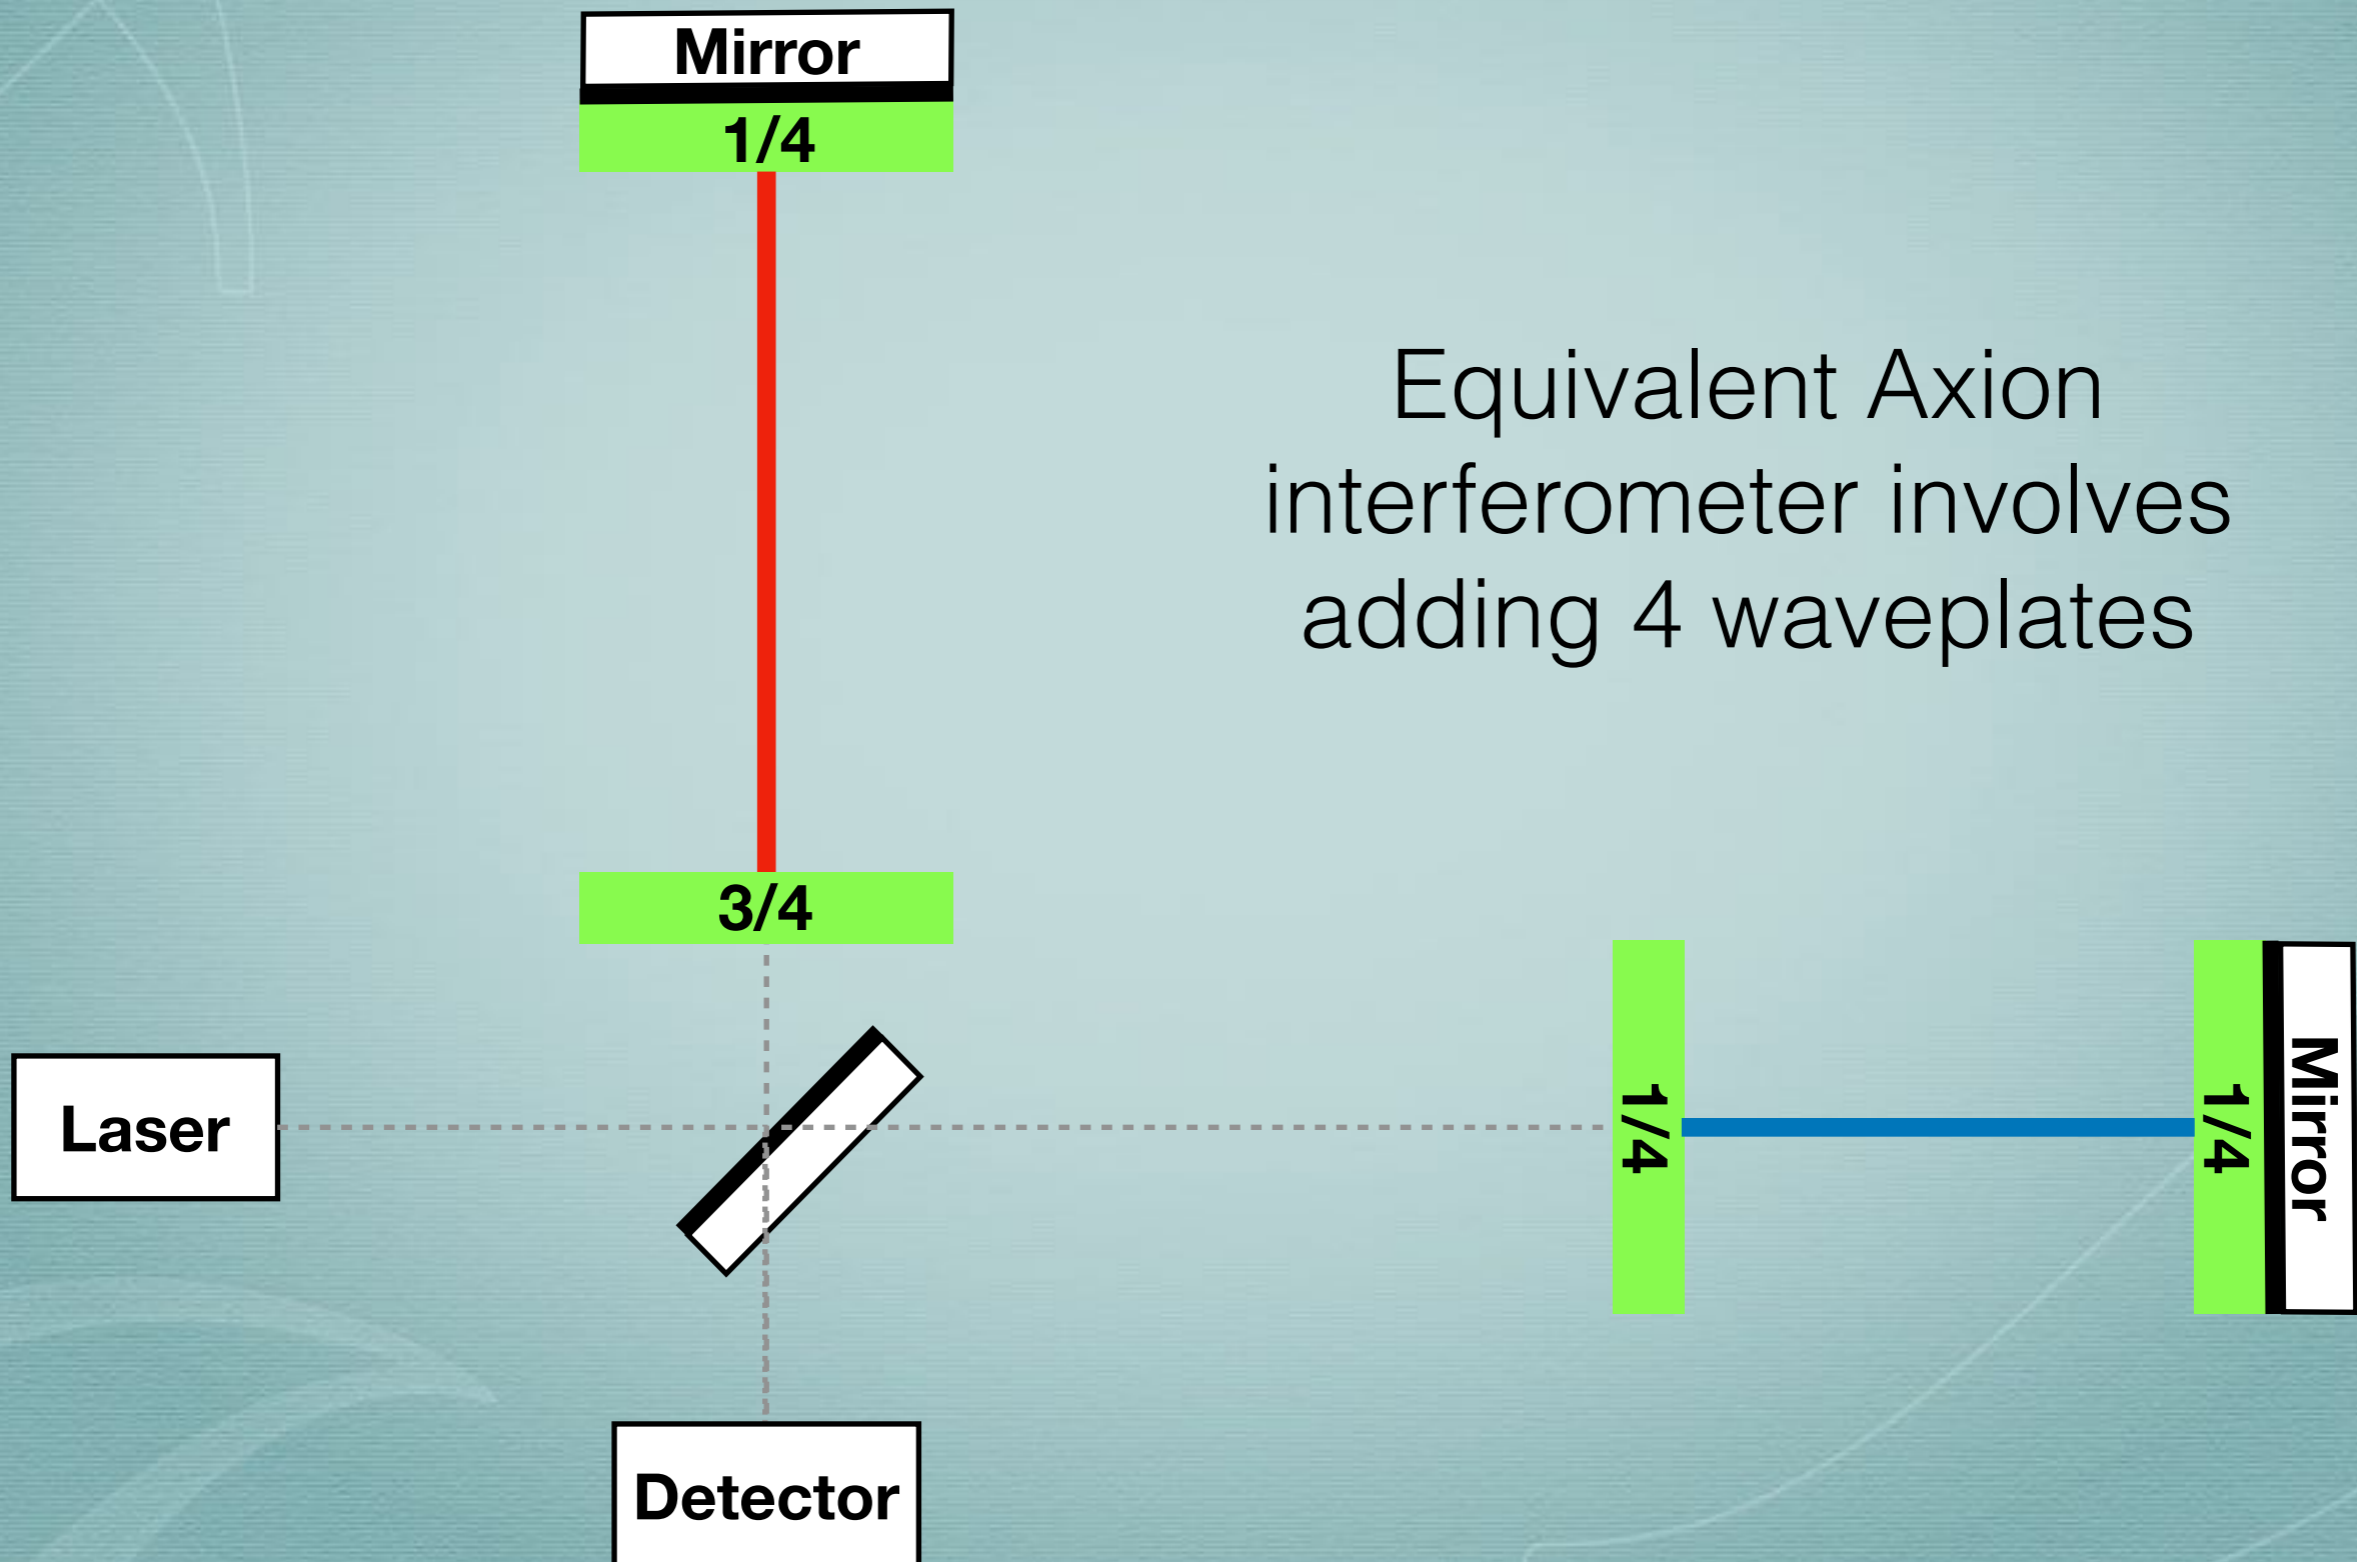 Mirror
1/4
Equivalent Axion
interferometer involves
adding 4 waveplates
3/4
Laser
1/4
1/4
Mirror
Detector